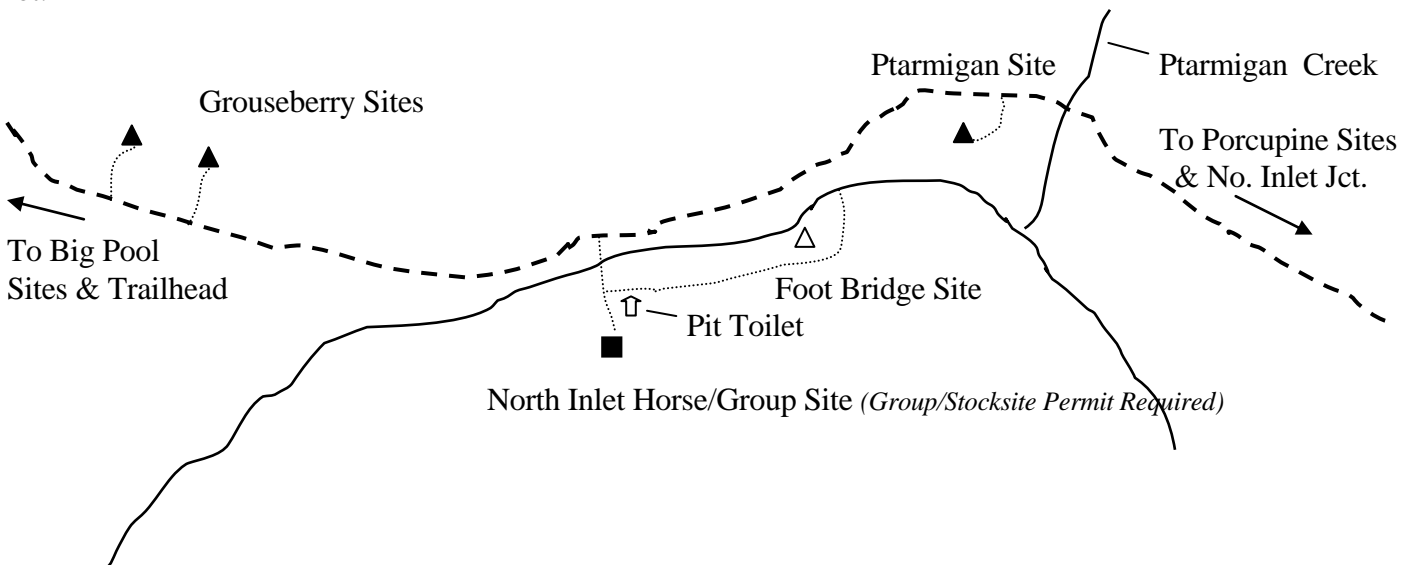 Ptarmigan Site
Ptarmigan Creek
Grouseberry Sites
To Porcupine Sites
& No. Inlet Jct.
To Big Pool
Sites & Trailhead
Foot Bridge Site
Pit Toilet
North Inlet Horse/Group Site (Group/Stocksite Permit Required)